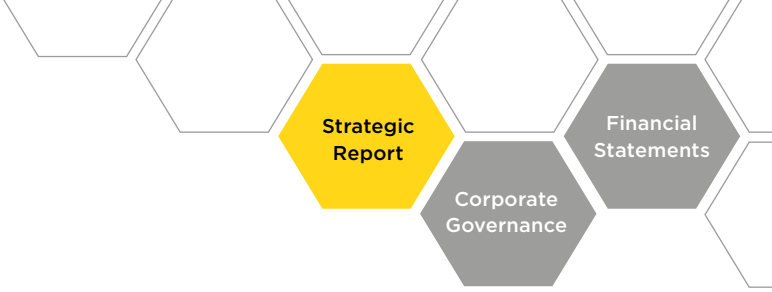 Strategic
Report
Corporate
Governance
Financial
Statements